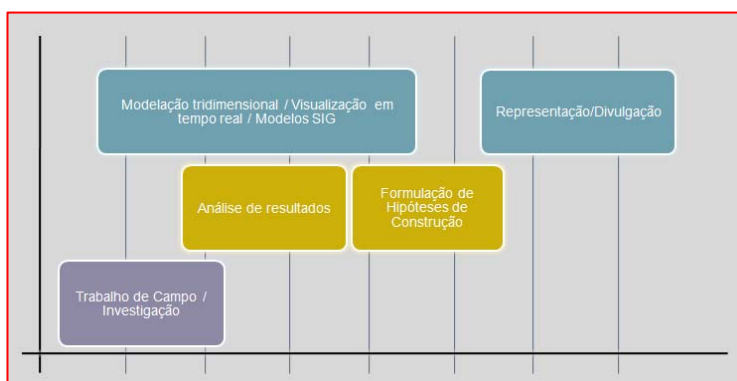 Modelação tridimensional / Visualização em
tempo real / Modelos SIG
Representação/Divulgação
Análise de resultados
Formulação de
Hipóteses de
Construção
Trabalho de Campo /
Investigação